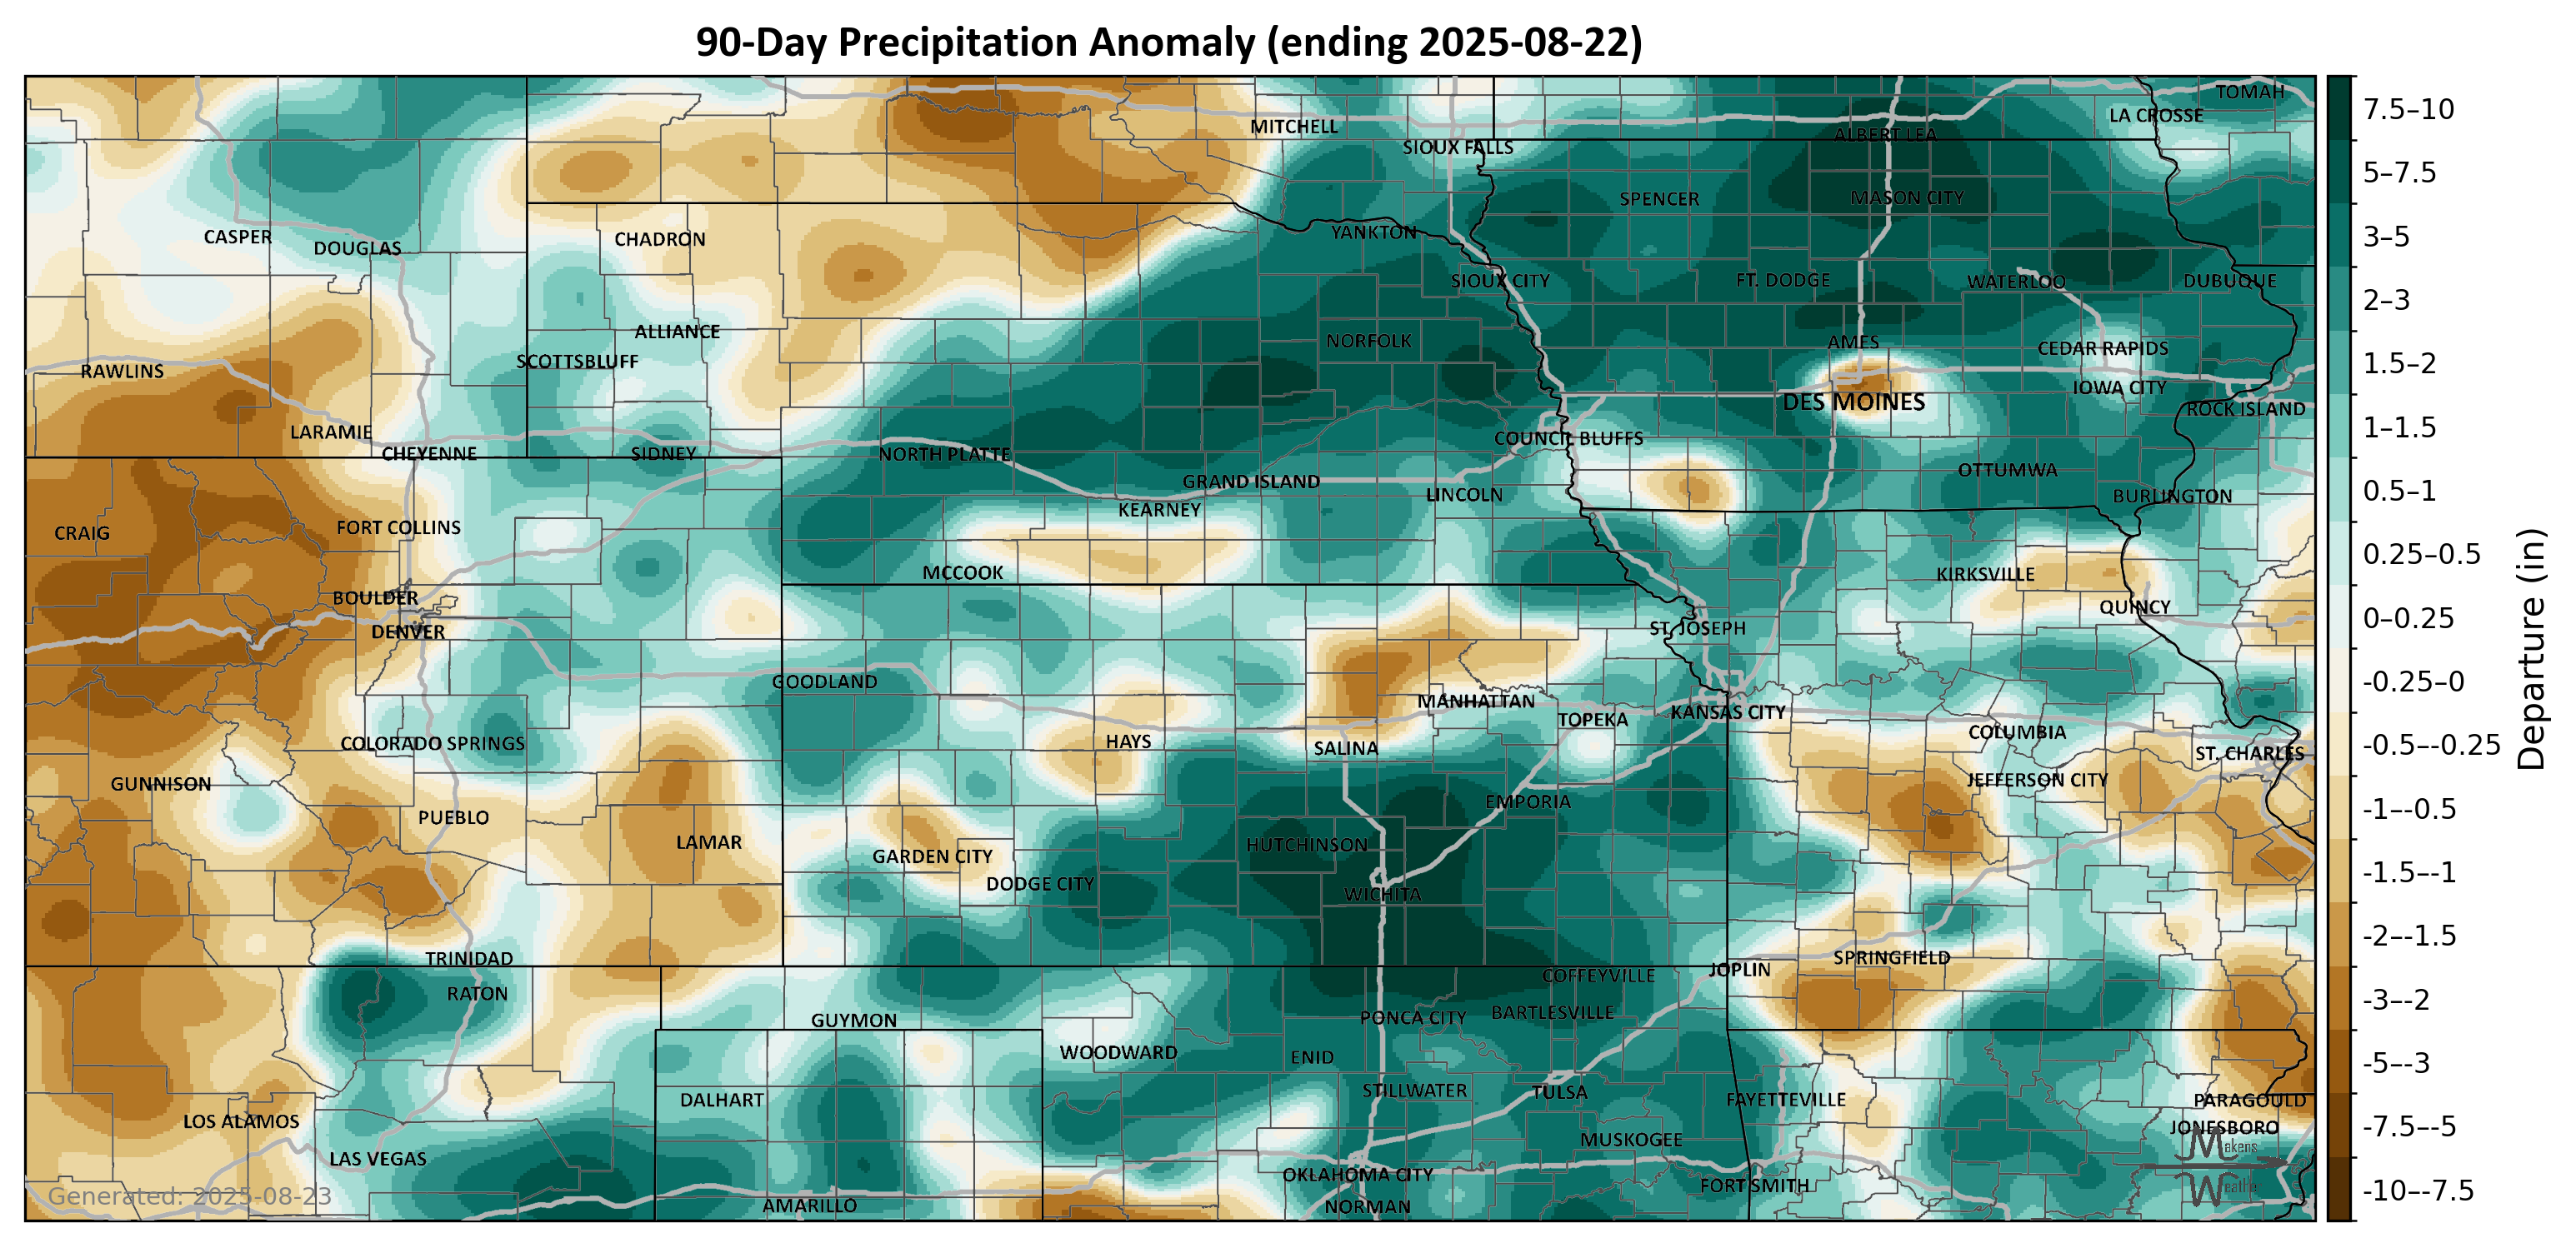 90-Day Precipitation Anomaly (ending 2025-08-22)
TOMAH
LA CROSSE
MITCHELL
ALBERT LEA
SIOUX FALLS
SPENCER
MASON CITY
CASPER
DOUGLAS
CHADRON
YANKTON
SIOUX CITY
FT. DODGE
WATERLOO
DUBUQUE
ALLIANCE
NORFOLK
AMES
CEDAR RAPIDS
SCOTTSBLUFF
RAWLINS
IOWA CITY
DES MOINES
ROCK ISLAND
LARAMIE
COUNCIL BLUFFS
CHEYENNE
SIDNEY
NORTH PLATTE
OTTUMWA
GRAND ISLAND
LINCOLN
BURLINGTON
KEARNEY
CRAIG
FORT COLLINS
MCCOOK
KIRKSVILLE
BOULDER
QUINCY
DENVER
ST. JOSEPH
GOODLAND
MANHATTAN
KANSAS CITY
TOPEKA
COLUMBIA
COLORADO SPRINGS
HAYS
SALINA
ST. CHARLES
GUNNISON
JEFFERSON CITY
EMPORIA
PUEBLO
LAMAR
HUTCHINSON
GARDEN CITY
DODGE CITY
WICHITA
TRINIDAD
SPRINGFIELD
JOPLIN
COFFEYVILLE
RATON
GUYMON
PONCA CITY
BARTLESVILLE
WOODWARD
ENID
STILLWATER
TULSA
DALHART
FAYETTEVILLE
PARAGOULD
LOS ALAMOS
JONESBORO
MUSKOGEE
LAS VEGAS
OKLAHOMA CITY
FORT SMITH
AMARILLO
NORMAN
Generated: 2025-08-23
Makens
Weathe
7.5–10
5–7.5
3–5
2–3
1.5–2
1–1.5
0.5–1
0.25–0.5
0–0.25
-0.25–0
-0.5–-0.25
-1–-0.5
-1.5–-1
-2–-1.5
-3–-2
-5–-3
-7.5–-5
-10–-7.5
Departure (in)